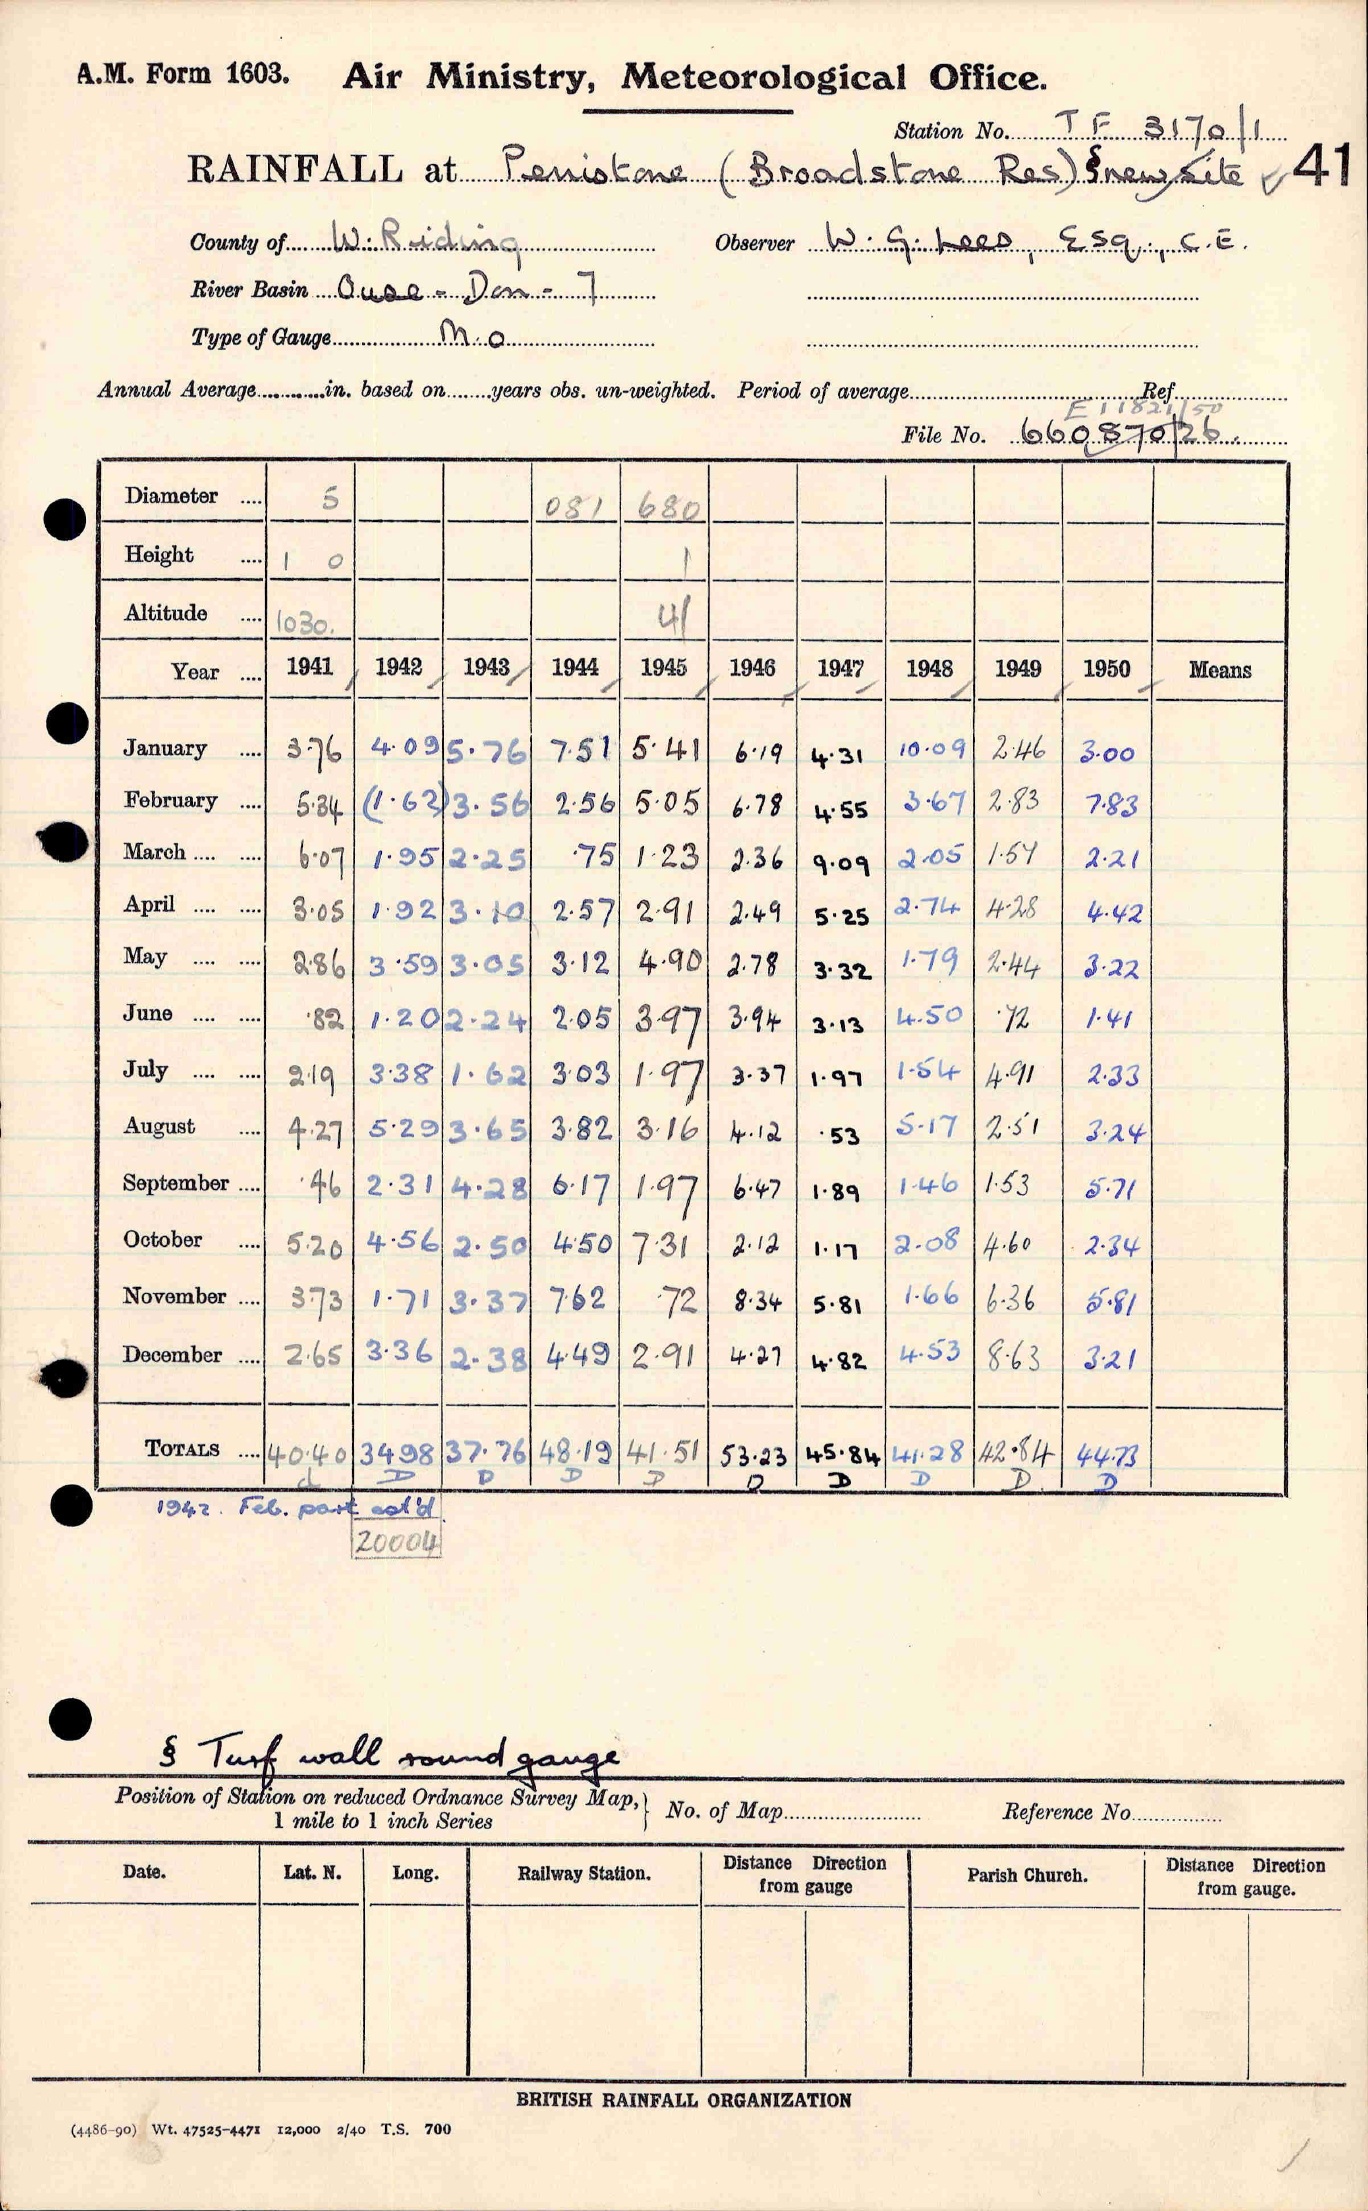 A.M. Form 1603. Air Ministry, Meteorological Office.
Station No. TF 3170/1
RAINFALL at Penistone (Broadstone Res) § new site 41
County of W. Riding Observer W. G. Lees, Esq., C.E.
River Basin Ouse - Don - 7
Type of Gauge M.O
Annual Average in. based on years obs. un-weighted. Period of average Ref
E 11821/50
File No. 660870/26.
Diameter 5 081 680
Height 1 0 1
Altitude 1030. 41
Year 1941 1942 1943 1944 1945 1946 1947 1948 1949 1950 Means
January 3.76 4.09 5.76 7.51 5.41 6.19 4.31 10.09 2.46 3.00
February 5.34 (1.62) 3.56 2.56 5.05 6.78 4.55 3.67 2.83 7.83
March 6.07 1.95 2.25 .75 1.23 2.36 9.09 2.05 1.57 2.21
April 3.05 1.92 3.10 2.57 2.91 2.49 5.25 2.74 4.28 4.42
May 2.86 3.59 3.05 3.12 4.90 2.78 3.32 1.79 2.44 3.22
June .82 1.20 2.24 2.05 3.97 3.94 3.13 4.50 .72 1.41
July 2.19 3.38 1.62 3.03 1.97 3.37 1.97 1.54 4.91 2.33
August 4.27 5.29 3.65 3.82 3.16 4.12 .53 5.17 2.51 3.24
September .46 2.31 4.28 6.17 1.97 6.47 1.89 1.46 1.53 5.71
October 5.20 4.56 2.50 4.50 7.31 2.12 1.17 2.08 4.60 2.34
November 3.73 1.71 3.37 7.62 .72 8.34 5.81 1.66 6.36 5.81
December 2.65 3.36 2.38 4.49 2.91 4.27 4.82 4.53 8.63 3.21
TOTALS 40.40 34.98 37.76 48.19 41.51 53.23 45.84 41.28 42.84 44.73
d D D D D D D D D. D
1942. Feb. part est'd.
20004
§ Turf wall round gauge
Position of Station on reduced Ordnance Survey Map,
1 mile to 1 inch Series } No. of Map Reference No
Date. Lat. N. Long. Railway Station. Distance from gauge Direction Parish Church. Distance Direction from gauge.
BRITISH RAINFALL ORGANIZATION
(4486-90) Wt. 47525-4471 12,000 2/40 T.S. 700